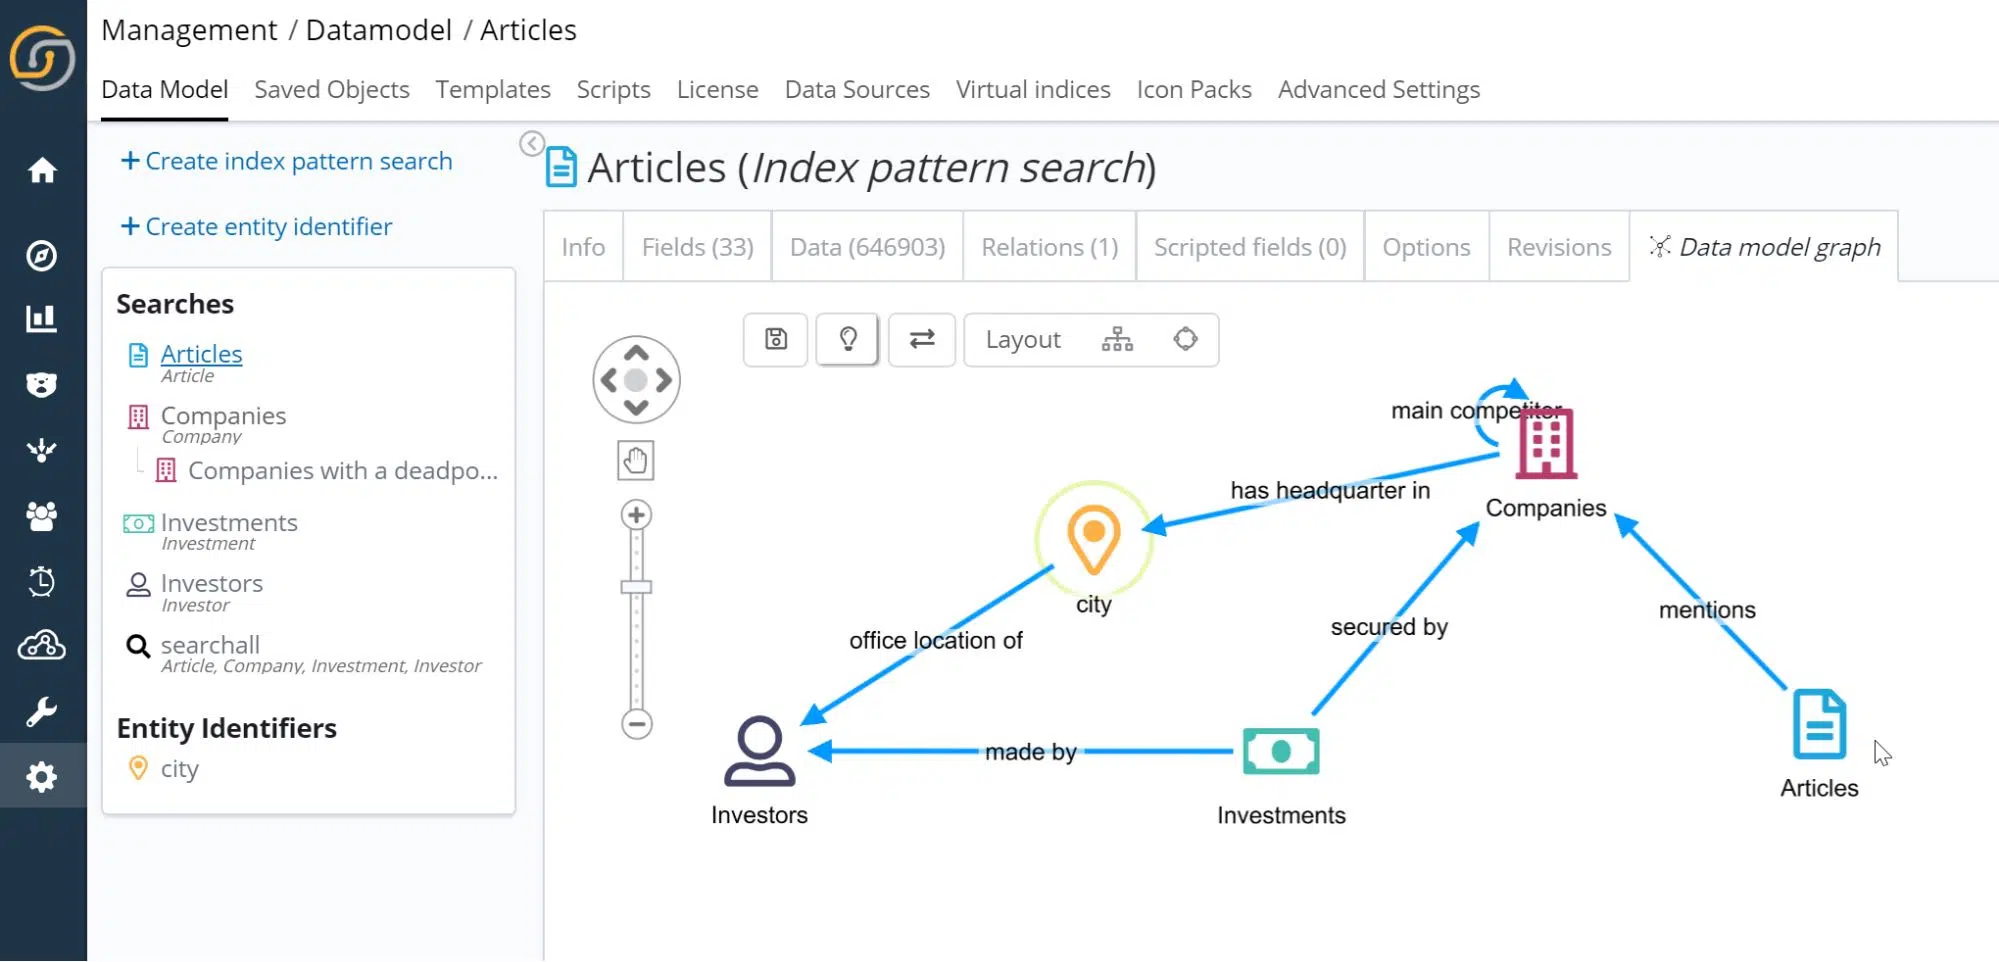 Management / Datamodel / Articles
Data Model Saved Objects Templates Scripts License Data Sources Virtual indices Icon Packs Advanced Settings
+ Create index pattern search
+ Create entity identifier
Searches
Articles
Article
Companies
Company
Companies with a deadpo...
Investments
Investment
Investors
Investor
searchall
Article, Company, Investment, Investor
Entity Identifiers
city
Articles (Index pattern search)
Info Fields (33) Data (646903) Relations (1) Scripted fields (0) Options Revisions Data model graph
Layout
main competitor
has headquarter in
Companies
city
office location of
secured by
mentions
made by
Investors
Investments
Articles